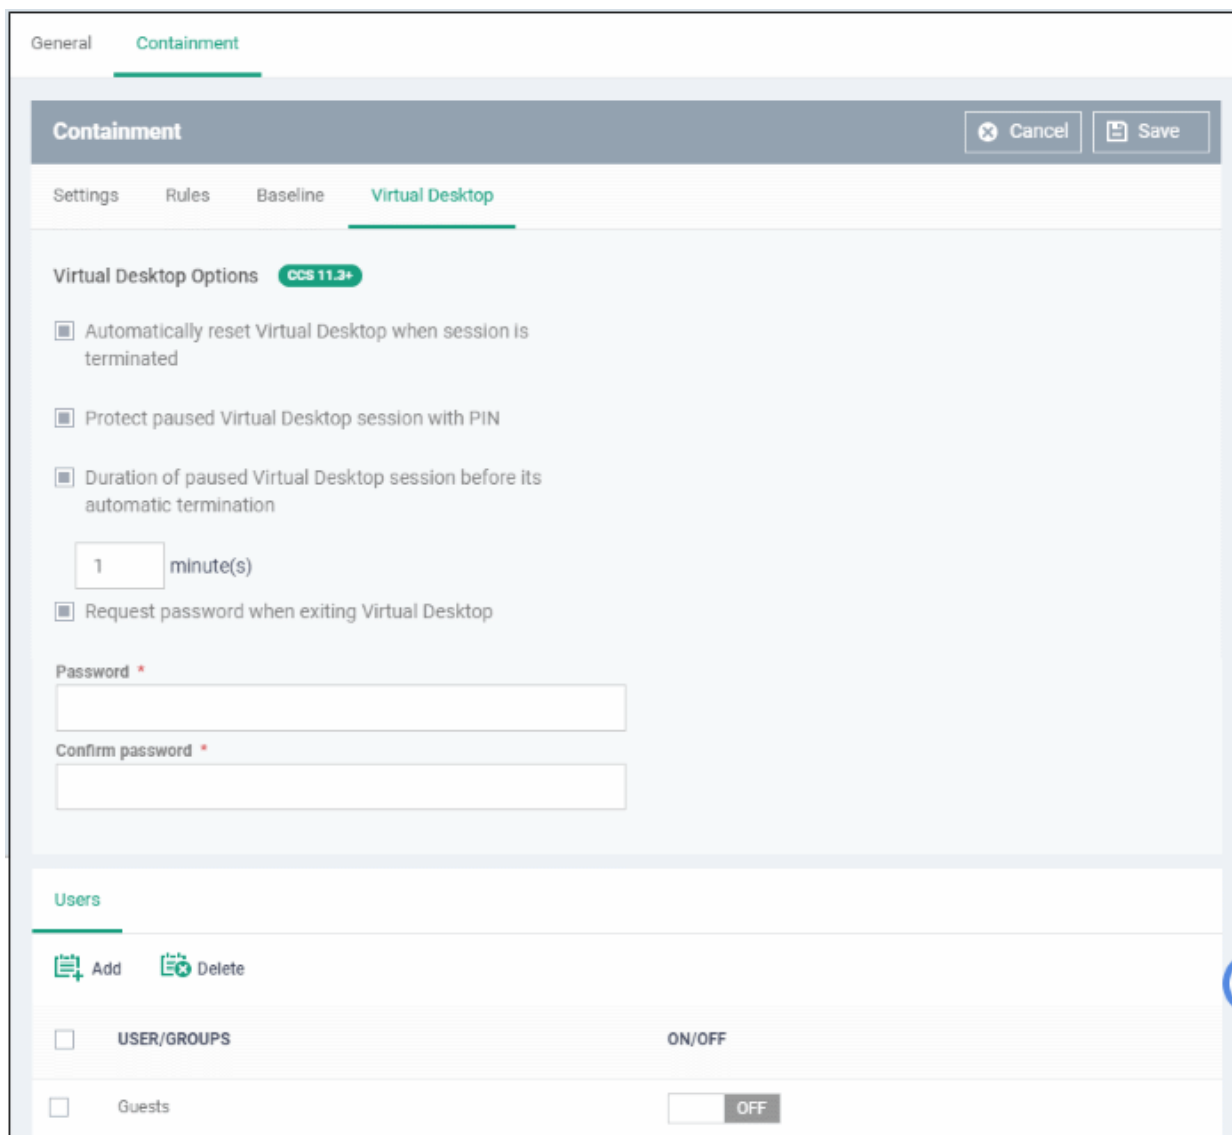 General Containment
Containment Cancel Save
Settings Rules Baseline Virtual Desktop
Virtual Desktop Options CCS 11.3+
Automatically reset Virtual Desktop when session is
terminated
Protect paused Virtual Desktop session with PIN
Duration of paused Virtual Desktop session before its
automatic termination
1 minute(s)
Request password when exiting Virtual Desktop
Password *
Confirm password *
Users
Add Delete
USER/GROUPS ON/OFF
Guests OFF